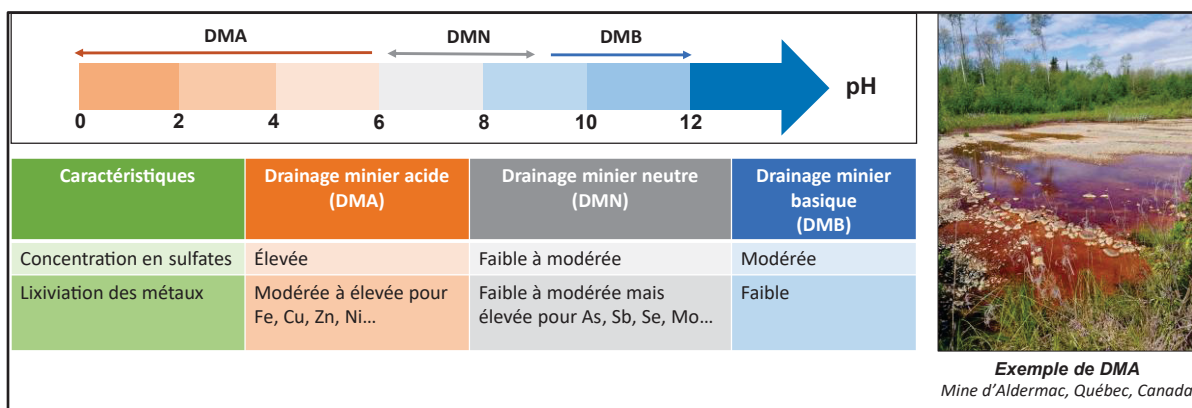 DMA
DMN
DMB
pH
0 2 4 6 8 10 12
Caractéristiques
Drainage minier acide
(DMA)
Drainage minier neutre
(DMN)
Drainage minier
basique
(DMB)
Concentration en sulfates
Élevée
Faible à modérée
Modérée
Lixiviation des métaux
Modérée à élevée pour
Fe, Cu, Zn, Ni...
Faible à modérée mais
élevée pour As, Sb, Se, Mo...
Faible
Exemple de DMA
Mine d'Aldermac, Québec, Canada